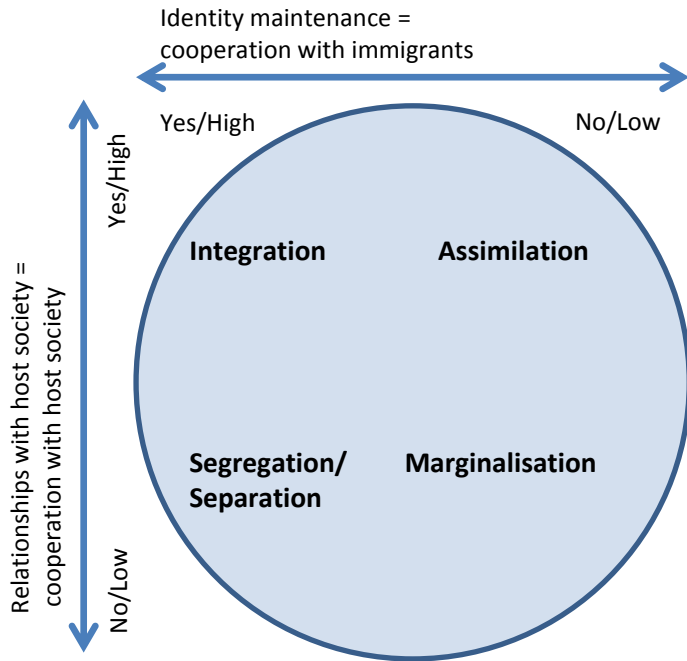 Identity maintenance =
cooperation with immigrants
Yes/High
No/Low
Relationships with host society =
cooperation with host society
Yes/High
No/Low
Integration
Assimilation
Segregation/
Separation
Marginalisation